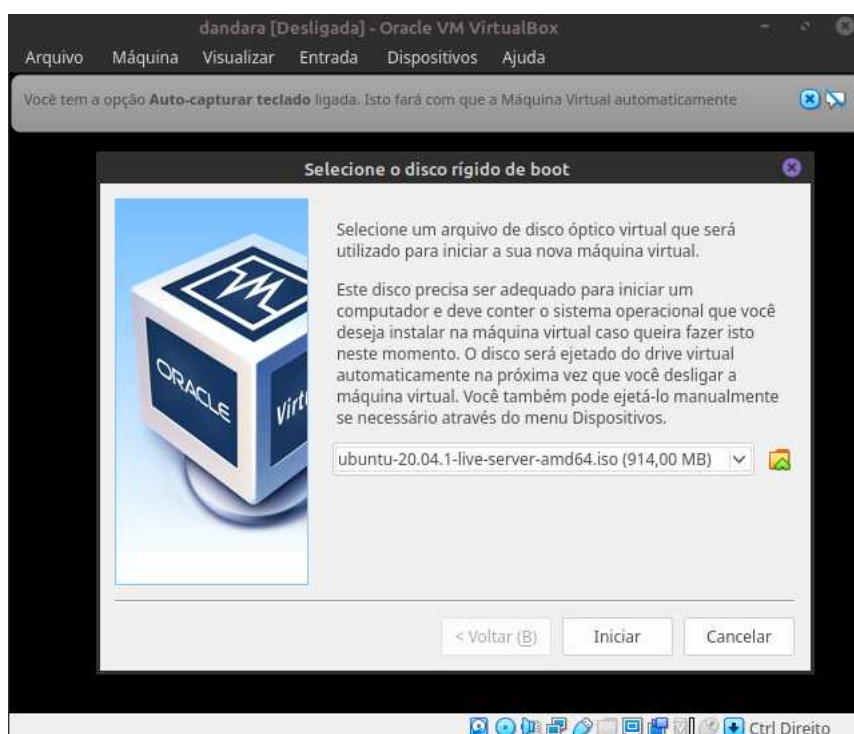 dandara [Desligada] - Oracle VM VirtualBox
Arquivo Máquina Visualizar Entrada Dispositivos Ajuda
Você tem a opção Auto-capturar teclado ligada. Isto fará com que a Máquina Virtual automaticamente
Selecione o disco rígido de boot
Selecione um arquivo de disco óptico virtual que será
utilizado para iniciar a sua nova máquina virtual.
Este disco precisa ser adequado para iniciar um
computador e deve conter o sistema operacional que você
deseja instalar na máquina virtual caso queira fazer isto
neste momento. O disco será ejetado do drive virtual
automaticamente na próxima vez que você desligar a
máquina virtual. Você também pode ejetá-lo manualmente
se necessário através do menu Dispositivos.
ORACLE
Virt
ubuntu-20.04.1-live-server-amd64.iso (914,00 MB)
< Voltar (B) Iniciar Cancelar
Ctrl Direito